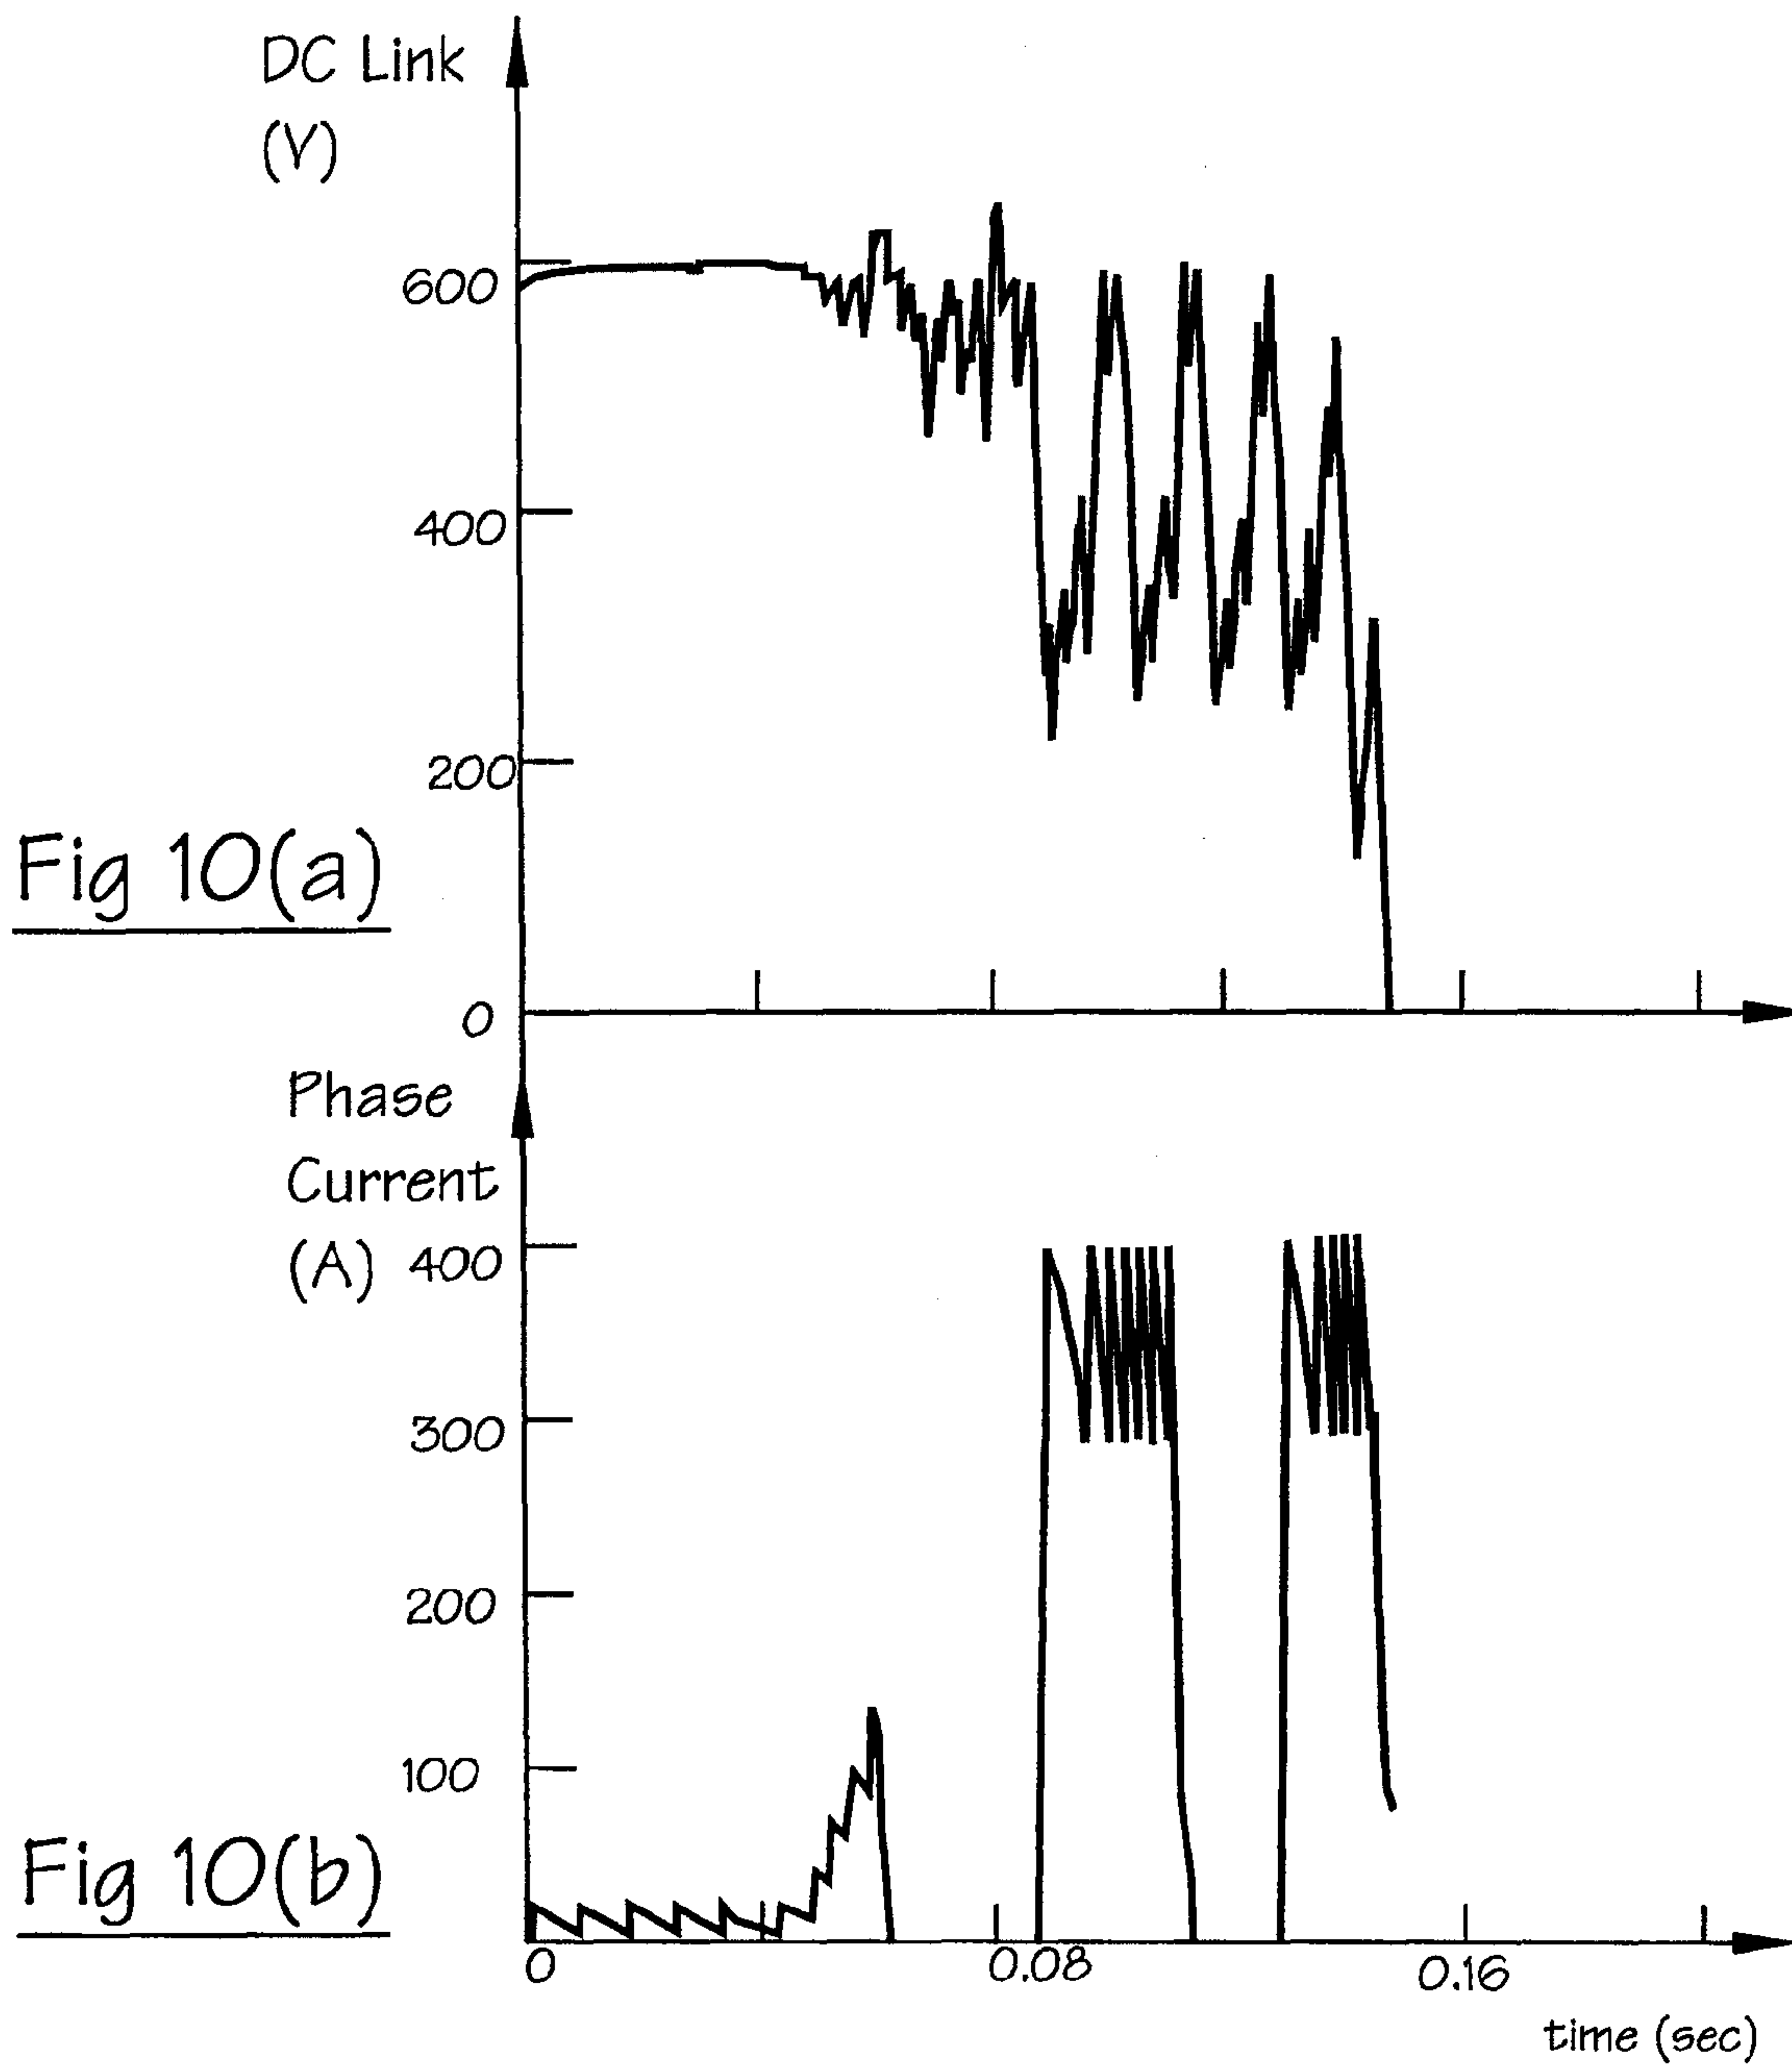 DC Link
(V)
600
400
200
Fig 10(a)
0
Phase
Current
(A) 400
300
200
100
Fig 10(b)
0 0.08 0.16
time (sec)